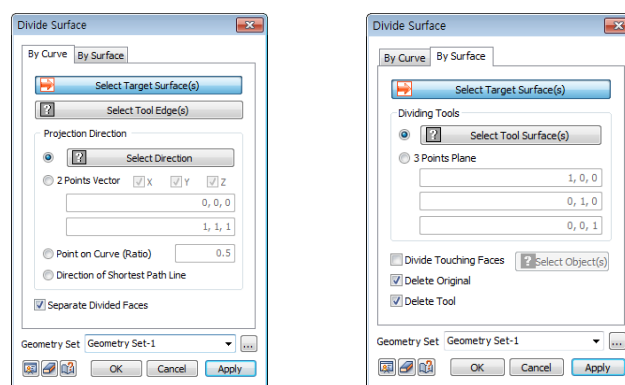 Divide Surface
By Curve By Surface
Select Target Surface(s)
? Select Tool Edge(s)
Projection Direction
? Select Direction
2 Points Vector X Y Z
0, 0, 0
1, 1, 1
Point on Curve (Ratio) 0.5
Direction of Shortest Path Line
Separate Divided Faces
Geometry Set Geometry Set-1 ...
OK Cancel Apply
Divide Surface
By Curve By Surface
Select Target Surface(s)
Dividing Tools
? Select Tool Surface(s)
3 Points Plane
1, 0, 0
0, 1, 0
0, 0, 1
Divide Touching Faces ? Select Object(s)
Delete Original
Delete Tool
Geometry Set Geometry Set-1 ...
OK Cancel Apply